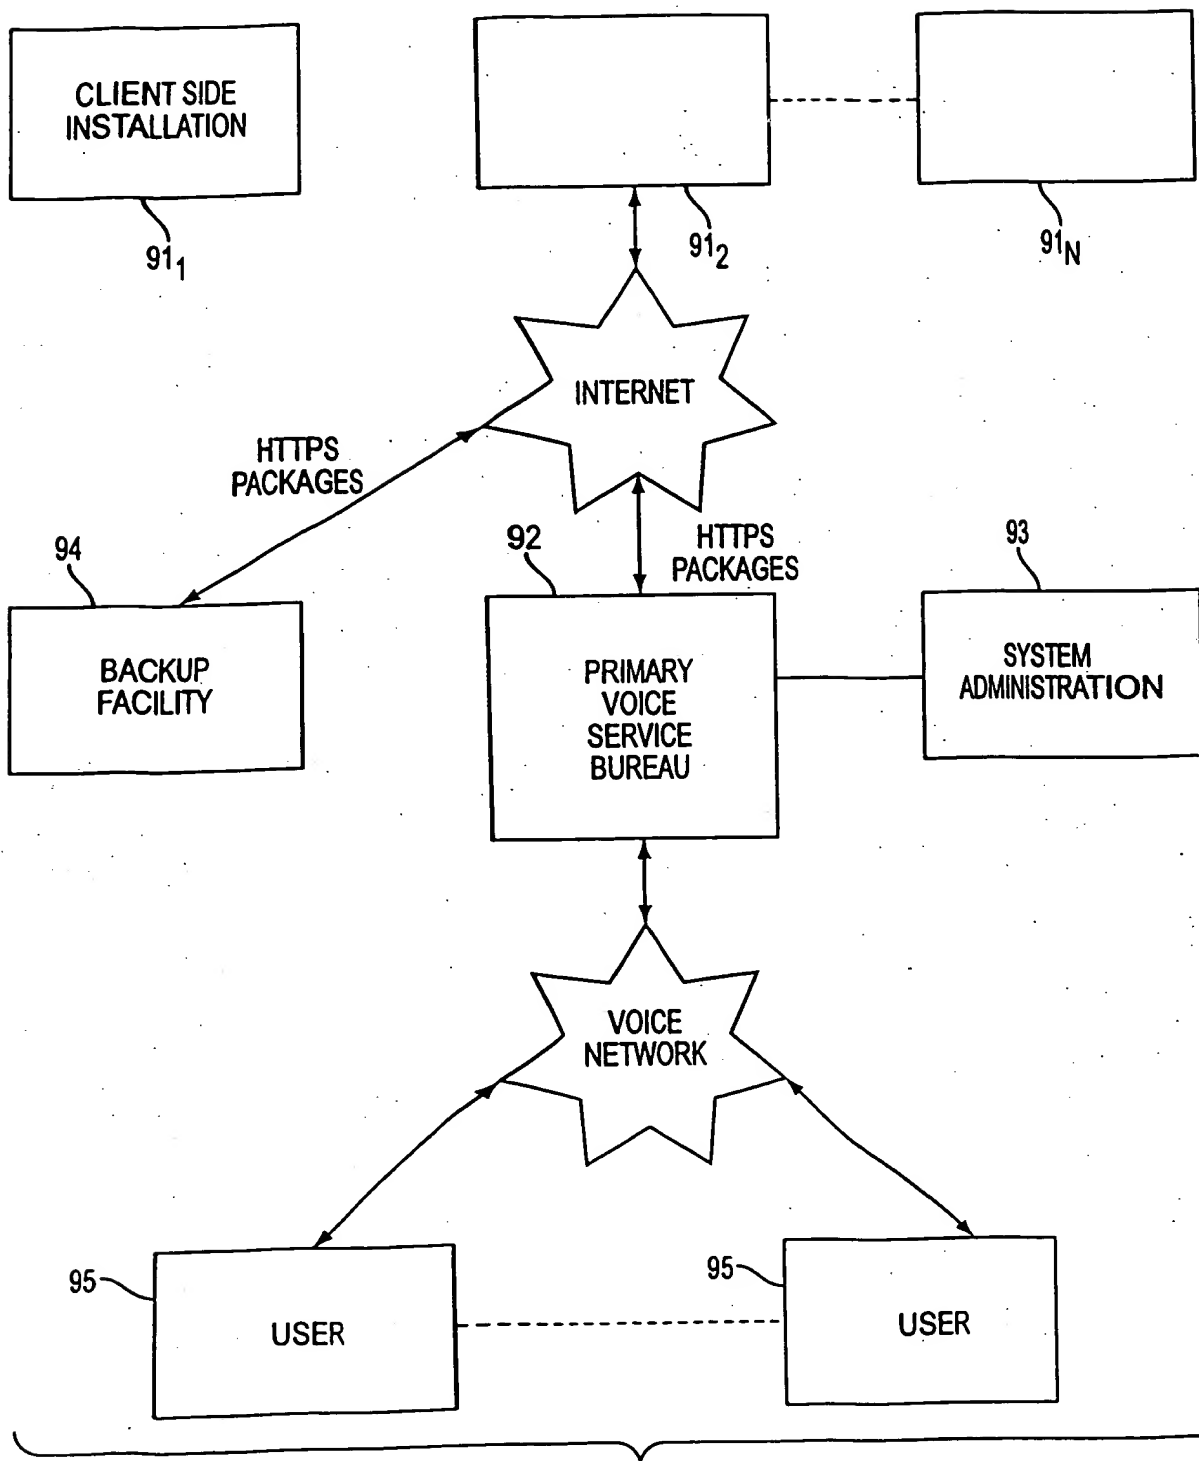 CLIENT SIDE
INSTALLATION
91₁
91₂
91N
INTERNET
HTTPS
PACKAGES
HTTPS
PACKAGES
94
92
93
BACKUP
FACILITY
PRIMARY
VOICE
SERVICE
BUREAU
SYSTEM
ADMINISTRATION
VOICE
NETWORK
95
USER
95
USER